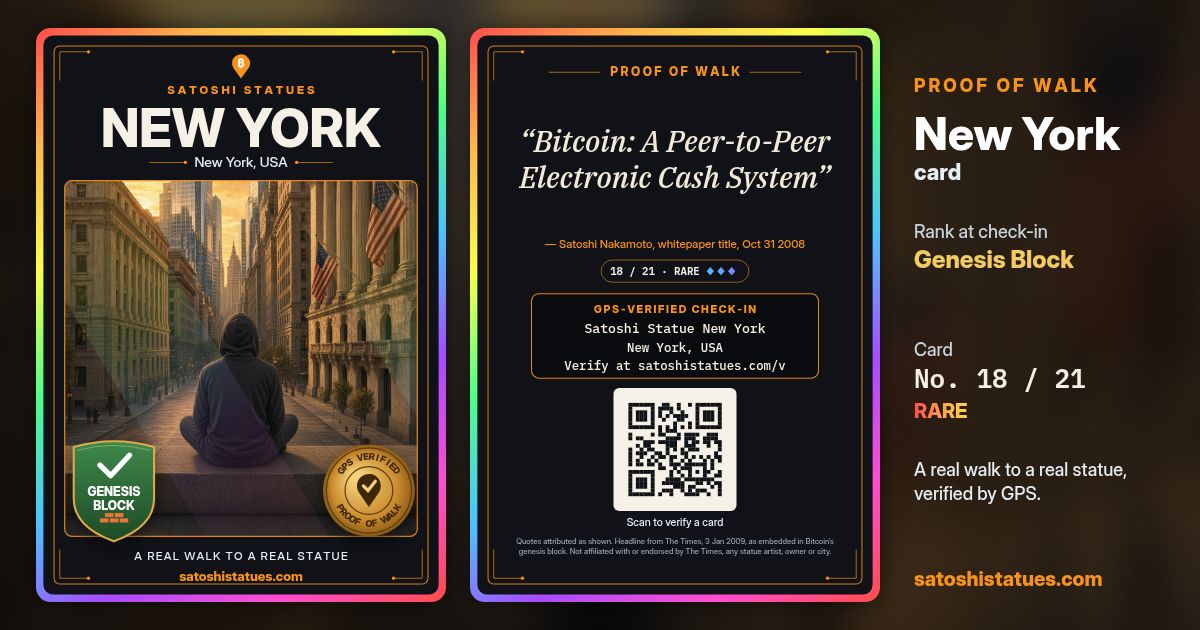 SATOSHI STATUES
NEW YORK
New York, USA
GENESIS
BLOCK
GPS VERIFIED
PROOF OF WALK
A REAL WALK TO A REAL STATUE
satoshistatues.com
PROOF OF WALK
“Bitcoin: A Peer-to-Peer
Electronic Cash System”
— Satoshi Nakamoto, whitepaper title, Oct 31 2008
18 / 21 · RARE
GPS-VERIFIED CHECK-IN
Satoshi Statue New York
New York, USA
Verify at satoshistatues.com/v
Scan to verify a card
Quotes attributed as shown. Headline from The Times, 3 Jan 2009, as embedded in Bitcoin's
genesis block. Not affiliated with or endorsed by The Times, any statue artist, owner or city.
PROOF OF WALK
New York
card
Rank at check-in
Genesis Block
Card
No. 18 / 21
RARE
A real walk to a real statue,
verified by GPS.
satoshistatues.com